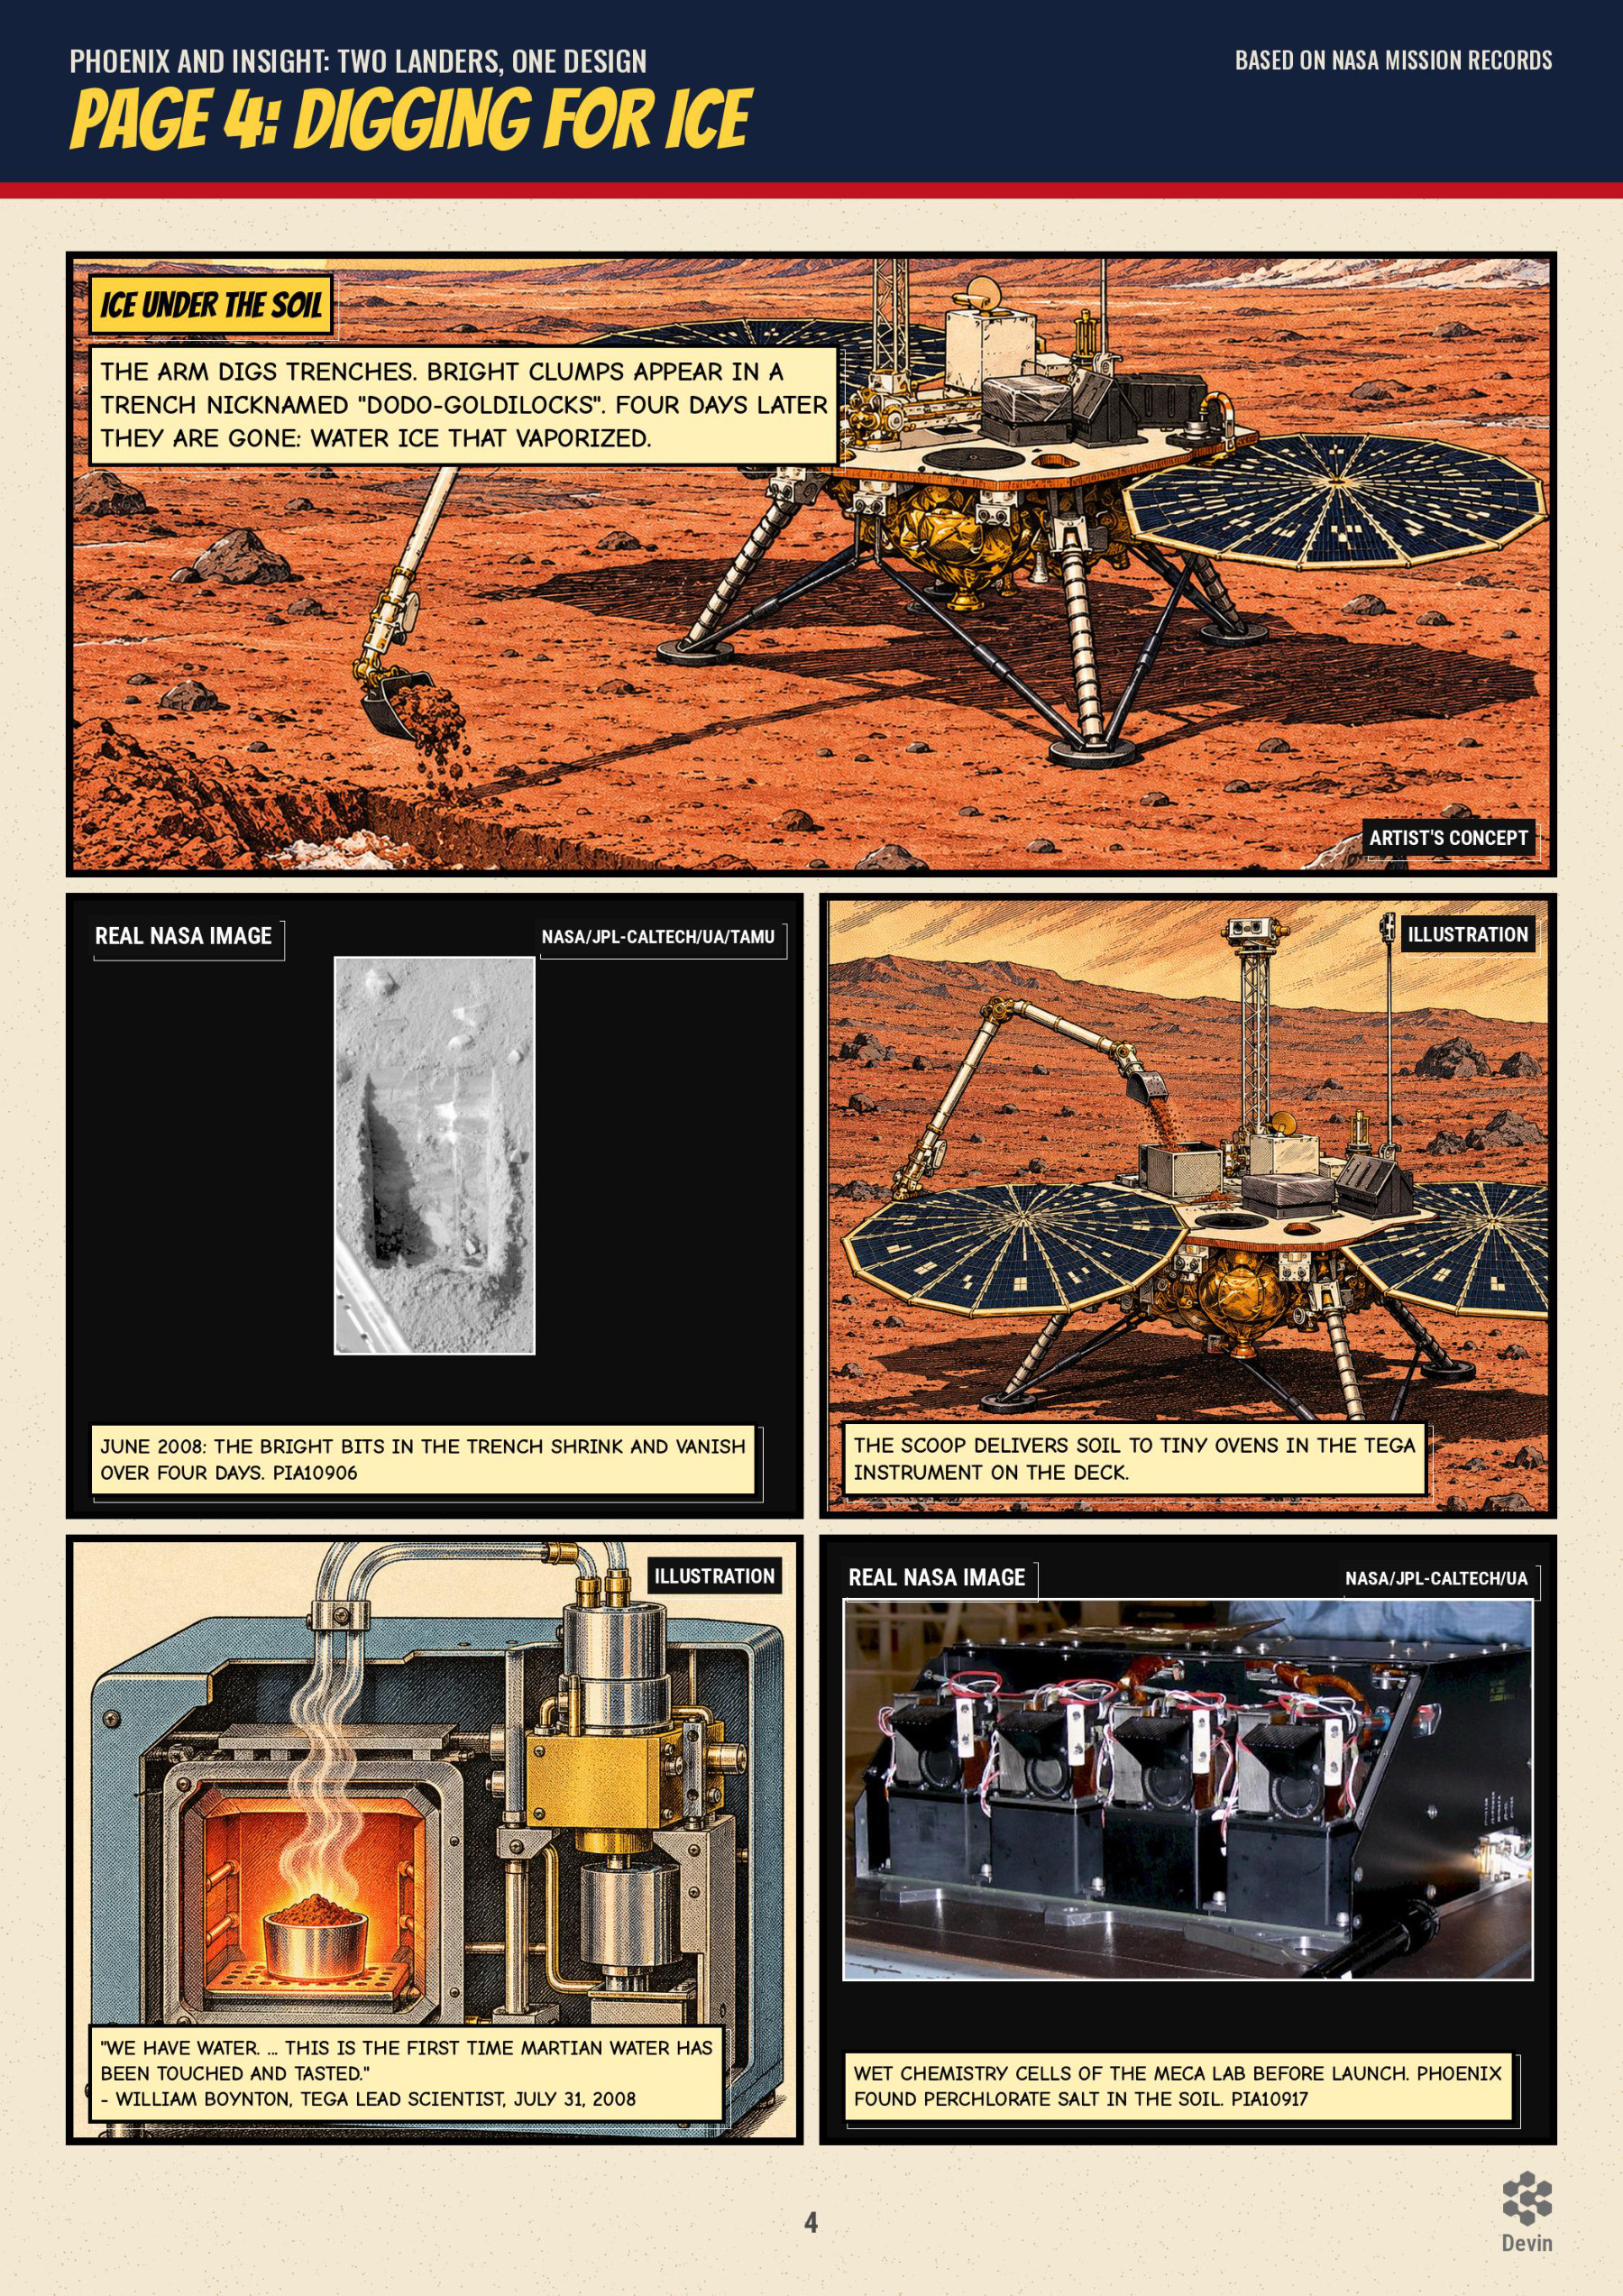 PHOENIX AND INSIGHT: TWO LANDERS, ONE DESIGN
BASED ON NASA MISSION RECORDS
PAGE 4: DIGGING FOR ICE
ICE UNDER THE SOIL
THE ARM DIGS TRENCHES. BRIGHT CLUMPS APPEAR IN A
TRENCH NICKNAMED "DODO-GOLDILOCKS". FOUR DAYS LATER
THEY ARE GONE: WATER ICE THAT VAPORIZED.
ARTIST'S CONCEPT
REAL NASA IMAGE
NASA/JPL-CALTECH/UA/TAMU
JUNE 2008: THE BRIGHT BITS IN THE TRENCH SHRINK AND VANISH
OVER FOUR DAYS. PIA10906
ILLUSTRATION
THE SCOOP DELIVERS SOIL TO TINY OVENS IN THE TEGA
INSTRUMENT ON THE DECK.
ILLUSTRATION
"WE HAVE WATER. ... THIS IS THE FIRST TIME MARTIAN WATER HAS
BEEN TOUCHED AND TASTED."
- WILLIAM BOYNTON, TEGA LEAD SCIENTIST, JULY 31, 2008
REAL NASA IMAGE
NASA/JPL-CALTECH/UA
WET CHEMISTRY CELLS OF THE MECA LAB BEFORE LAUNCH. PHOENIX
FOUND PERCHLORATE SALT IN THE SOIL. PIA10917
4
Devin